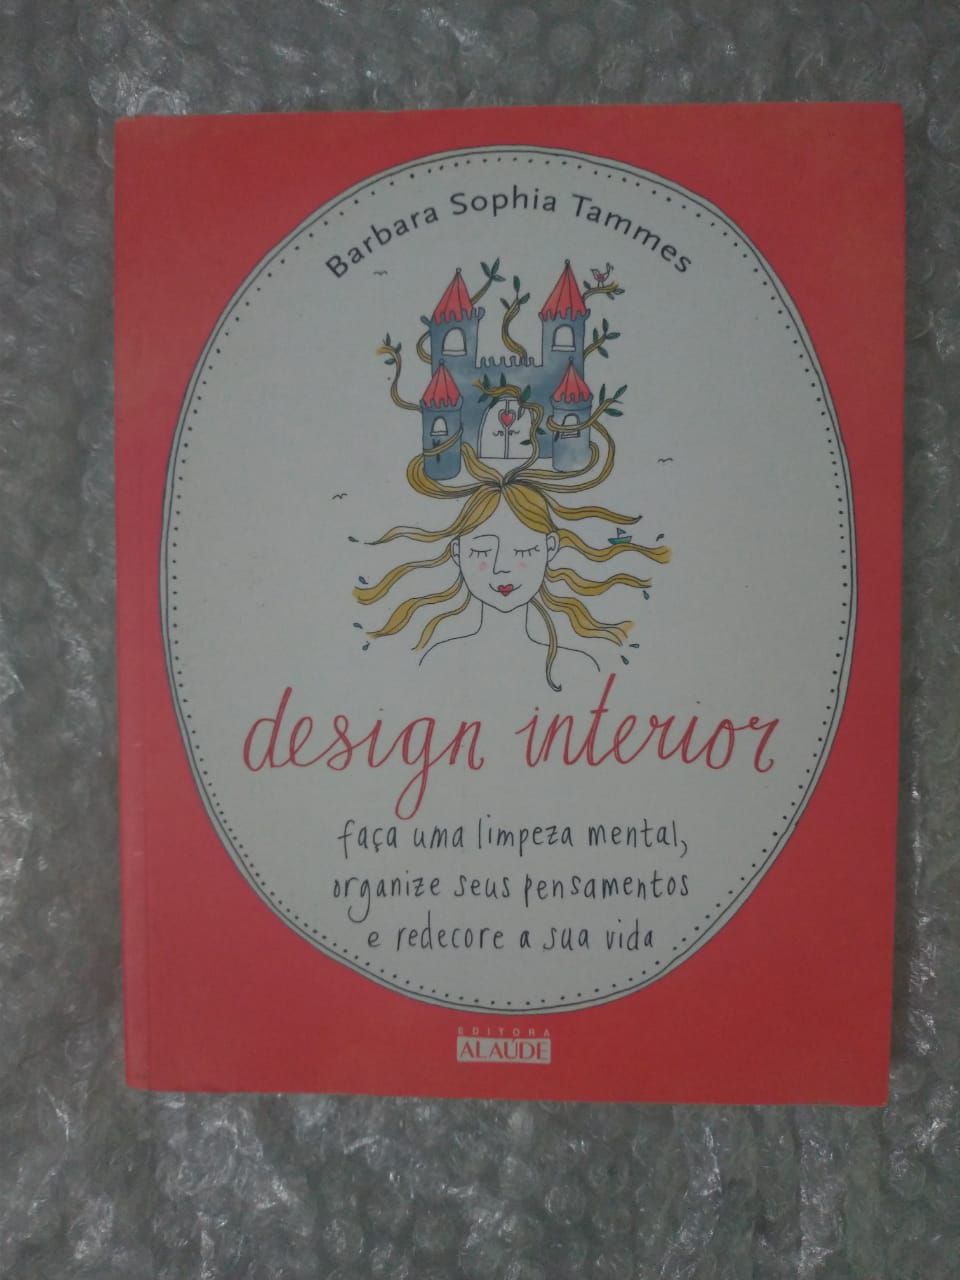 Barbara Sophia Tammes
design interior
faça uma limpeza mental,
organize seus pensamentos
e redecore a sua vida
EDITORA
ALAÚDE